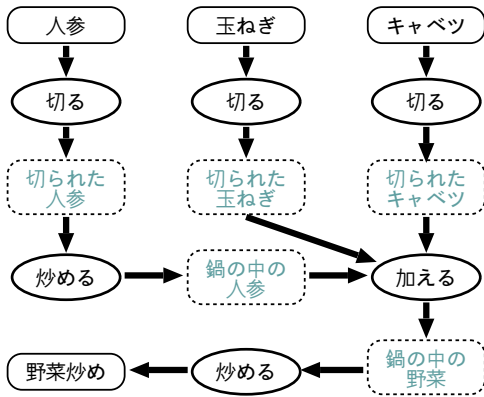 人参
玉ねぎ
キャベツ
切る
切る
切る
切られた
人参
切られた
玉ねぎ
切られた
キャベツ
炒める
鍋の中の
人参
加える
野菜炒め
炒める
鍋の中の
野菜